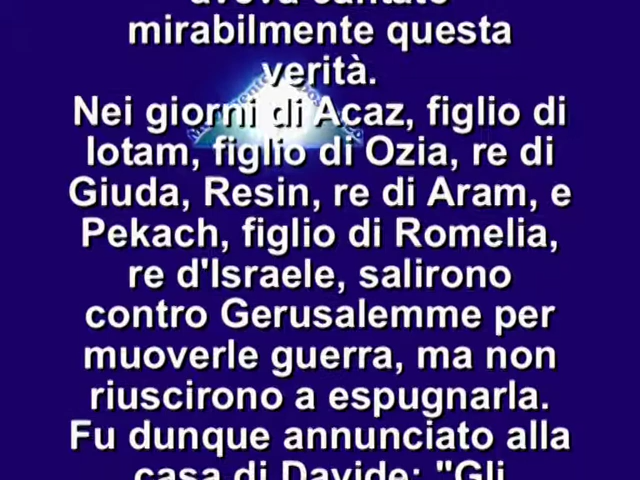 aveva cantato
mirabilmente questa
verità.
Nei giorni di Acaz, figlio di
Iotam, figlio di Ozia, re di
Giuda, Resin, re di Aram, e
Pekach, figlio di Romelia,
re d'Israele, salirono
contro Gerusalemme per
muoverle guerra, ma non
riuscirono a espugnarla.
Fu dunque annunciato alla
casa di Davide: "Gli